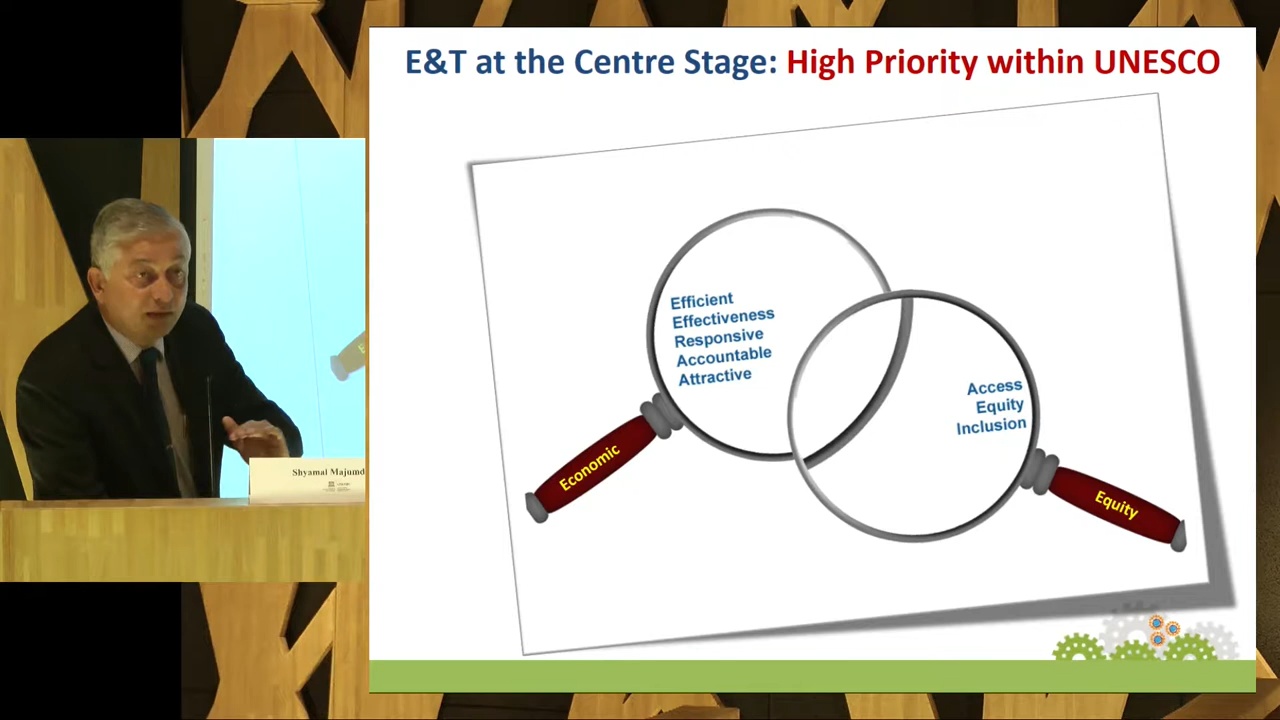 E&T at the Centre Stage: High Priority within UNESCO
Efficient
Effectiveness
Responsive
Accountable
Attractive
Access
Equity
Inclusion
Economic
Equity
Shyamal Majumd